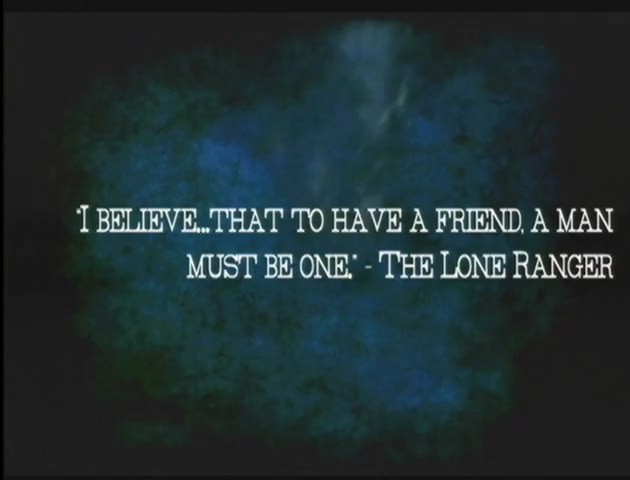 "I BELIEVE...THAT TO HAVE A FRIEND, A MAN
MUST BE ONE." - THE LONE RANGER